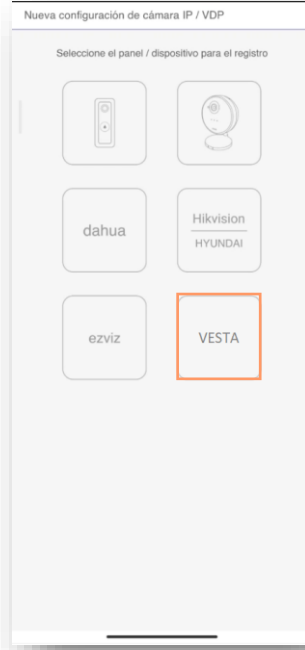 Nueva configuración de cámara IP / VDP
Seleccione el panel / dispositivo para el registro
dahua
Hikvision
HYUNDAI
ezviz
VESTA